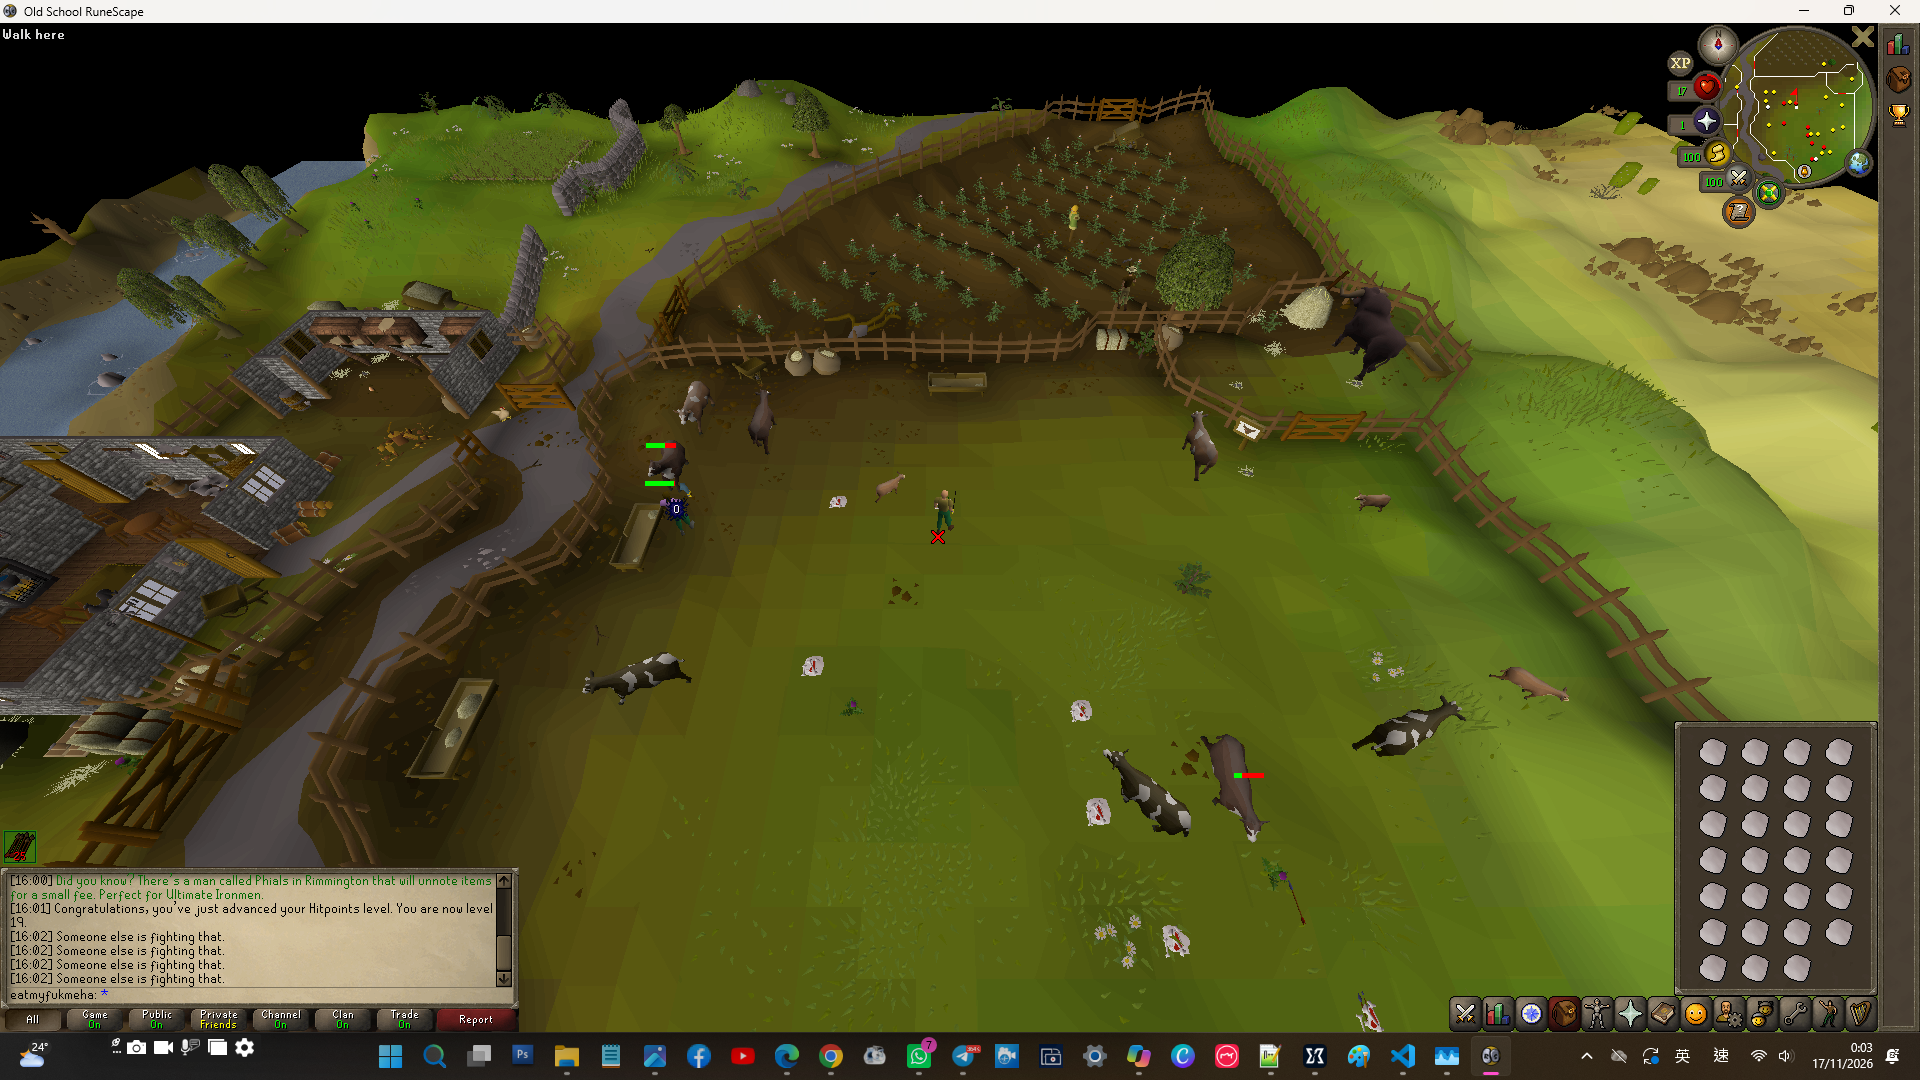 Old School RuneScape
Walk here
N
XP
17
1
100
100
0
23
[16:00] Did you know? There's a man called Phials in Rimmington that will unnote items
for a small fee. Perfect for Ultimate Ironmen.
[16:01] Congratulations, you've just advanced your Hitpoints level. You are now level
19.
[16:02] Someone else is fighting that.
[16:02] Someone else is fighting that.
[16:02] Someone else is fighting that.
[16:02] Someone else is fighting that.
eatmyfukmeha: *
All
Game
On
Public
On
Private
Friends
Channel
On
Clan
On
Trade
On
Report
24°
Ps
7
英
速
0:03
17/11/2026